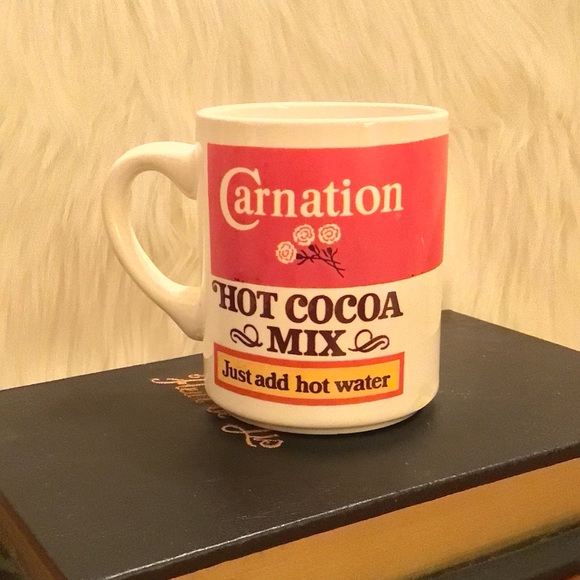 Carnation
HOT COCOA
MIX
Just add hot water